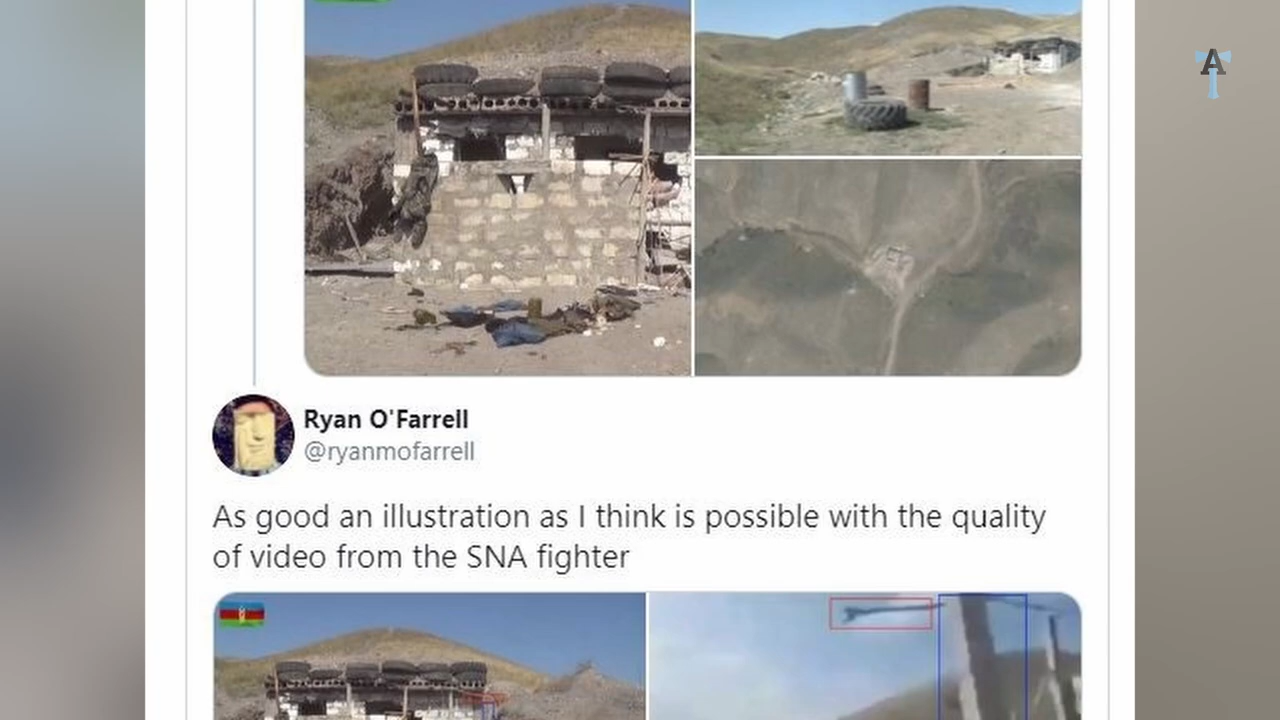 A
Ryan O'Farrell
@ryanmofarrell
As good an illustration as I think is possible with the quality
of video from the SNA fighter